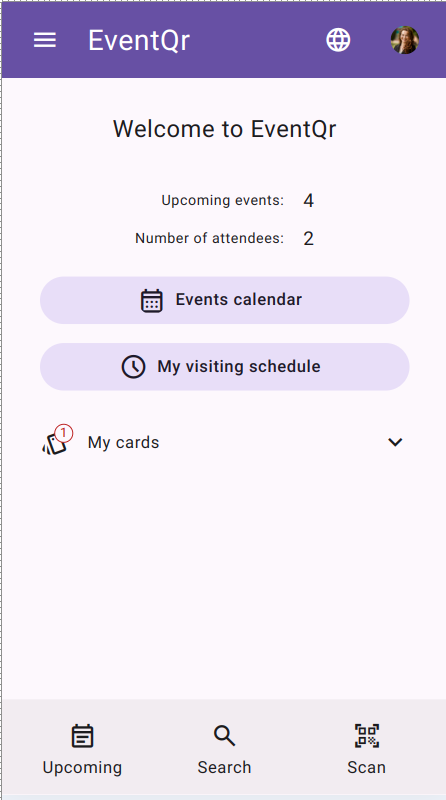 EventQr
Welcome to EventQr
Upcoming events: 4
Number of attendees: 2
Events calendar
My visiting schedule
1
My cards
Upcoming Search Scan